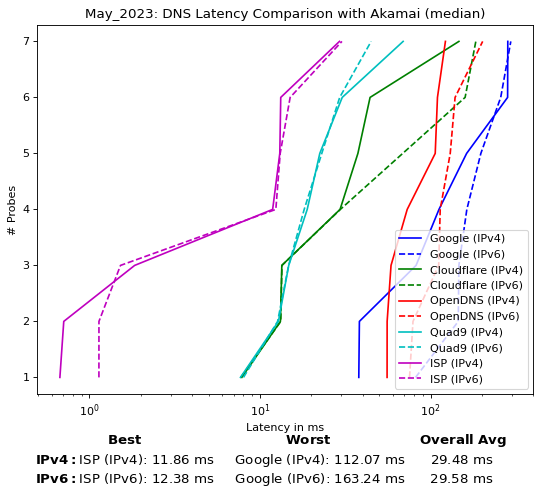 May_2023: DNS Latency Comparison with Akamai (median)
7
6
5
4
3
2
1
# Probes
Google (IPv4)
Google (IPv6)
Cloudflare (IPv4)
Cloudflare (IPv6)
OpenDNS (IPv4)
OpenDNS (IPv6)
Quad9 (IPv4)
Quad9 (IPv6)
ISP (IPv4)
ISP (IPv6)
10⁰ 10¹ 10²
Latency in ms
Best Worst Overall Avg
IPv4: ISP (IPv4): 11.86 ms Google (IPv4): 112.07 ms 29.48 ms
IPv6: ISP (IPv6): 12.38 ms Google (IPv6): 163.24 ms 29.58 ms